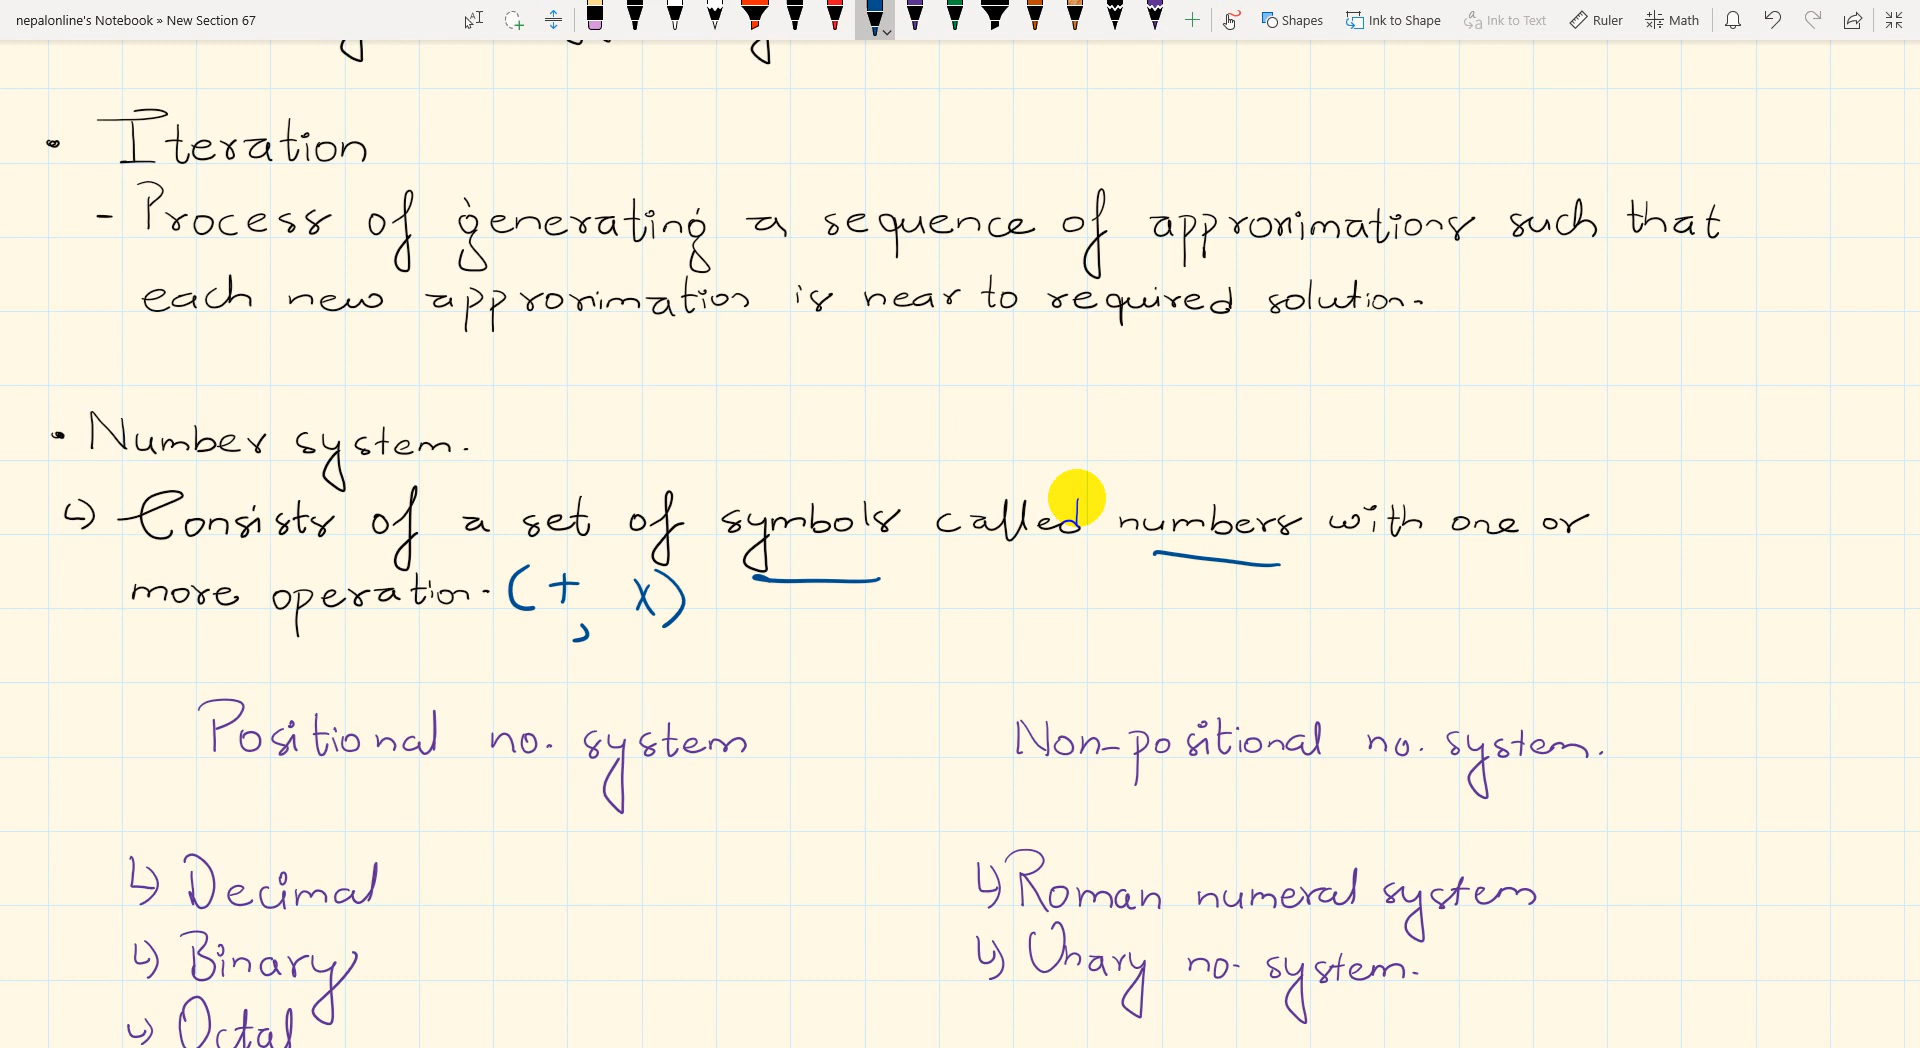 nepalonline's Notebook » New Section 67
Shapes
Ink to Shape
Ink to Text
Ruler
Math
• Iteration
- Process of generating a sequence of approximations such that
each new approximation is near to required solution.
• Number system.
↳ Consists of a set of symbols called numbers with one or
more operation. (+, x)
Positional no. system
Non-positional no. system.
↳ Decimal
↳ Roman numeral system
↳ Binary
↳ Unary no. system.
↳ Octal